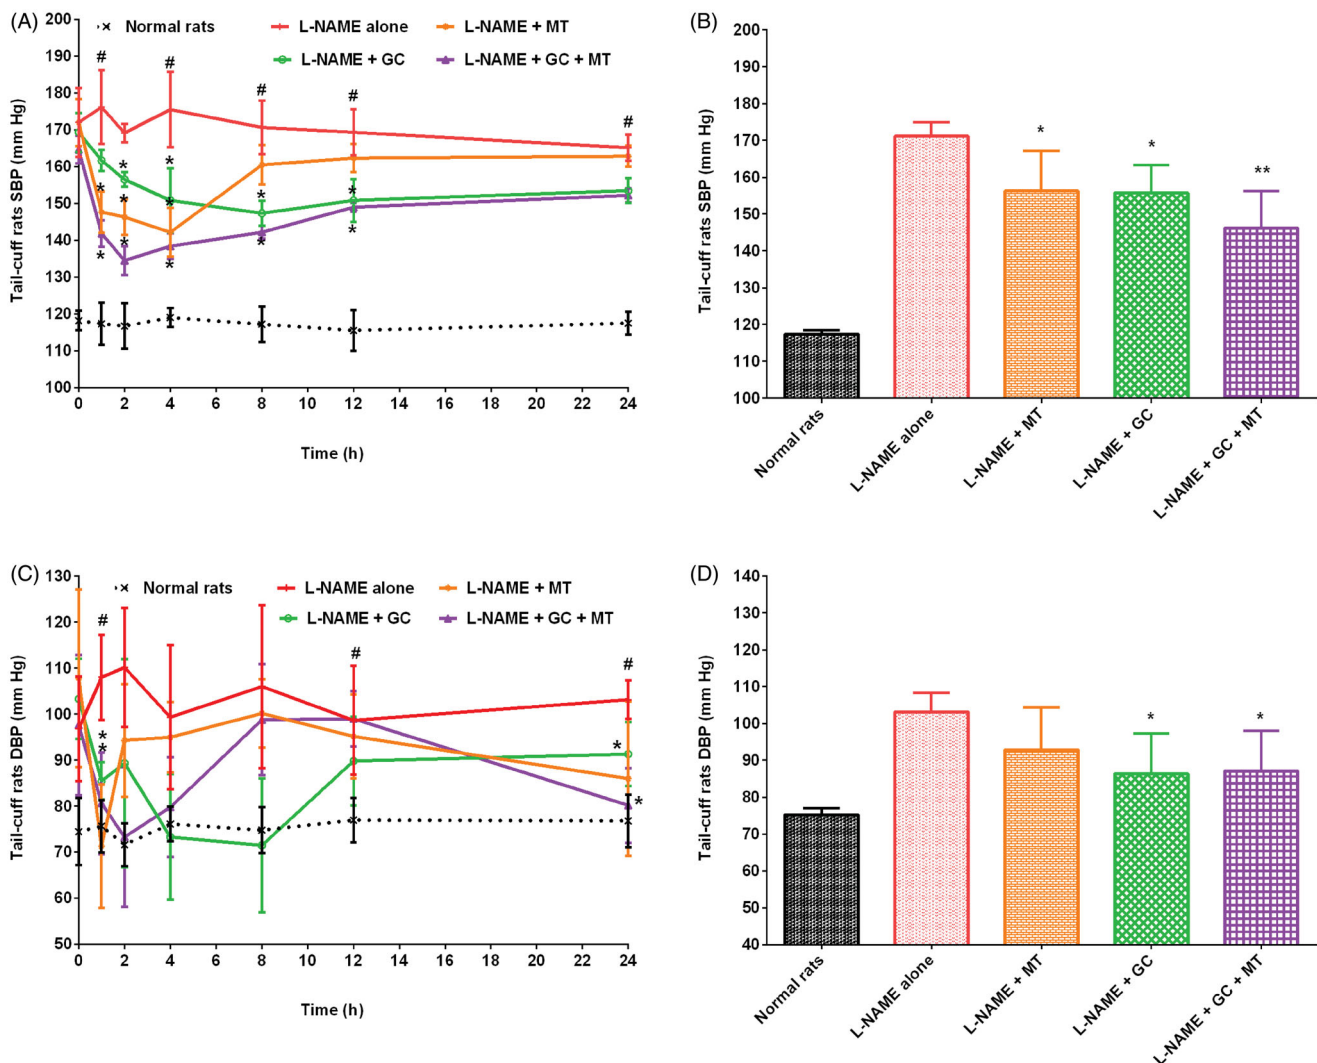 (A)
Normal rats
L-NAME alone
L-NAME + MT
L-NAME + GC
L-NAME + GC + MT
Tail-cuff rats SBP (mm Hg)
200
190
180
170
160
150
140
130
120
110
100
# # # # #
* * * * * * * * * * * *
0 2 4 6 8 10 12 14 16 18 20 22 24
Time (h)
(B)
Tail-cuff rats SBP (mm Hg)
200
190
180
170
160
150
140
130
120
110
100
* * **
Normal rats
L-NAME alone
L-NAME + MT
L-NAME + GC
L-NAME + GC + MT
(C)
Normal rats
L-NAME alone
L-NAME + MT
L-NAME + GC
L-NAME + GC + MT
Tail-cuff rats DBP (mm Hg)
130
120
110
100
90
80
70
60
50
# # #
* * * *
0 2 4 6 8 10 12 14 16 18 20 22 24
Time (h)
(D)
Tail-cuff rats DBP (mm Hg)
140
130
120
110
100
90
80
70
60
50
40
* *
Normal rats
L-NAME alone
L-NAME + MT
L-NAME + GC
L-NAME + GC + MT